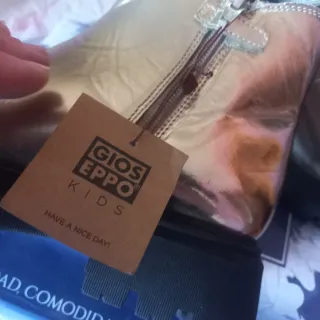 GIOS
EPPO
KIDS
HAVE A NICE DAY!
AD, COMODID